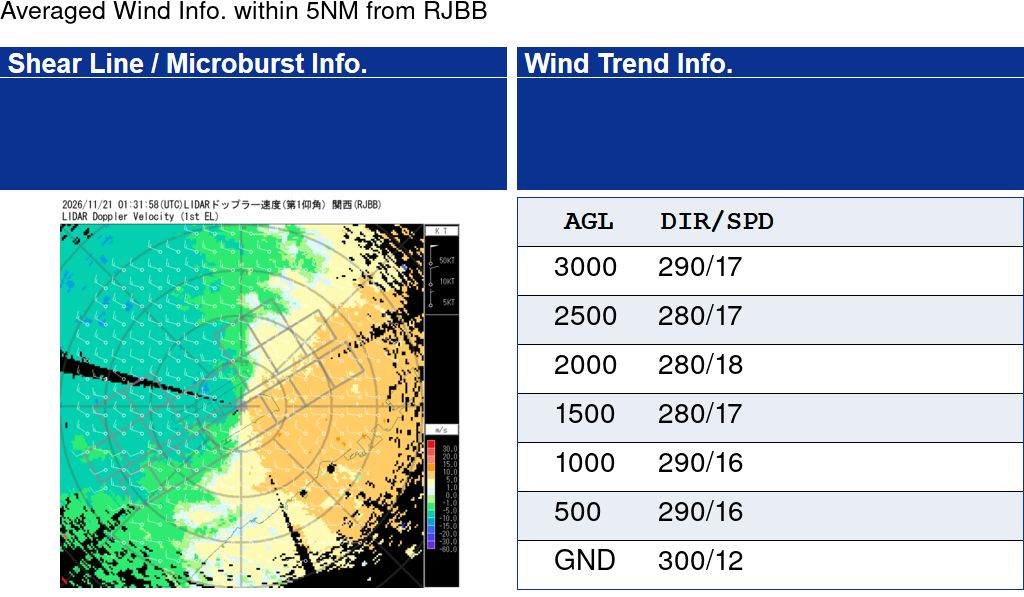 Averaged Wind Info. within 5NM from RJBB
Shear Line / Microburst Info.
Wind Trend Info.
2026/11/21 01:31:58(UTC)LIDARドップラー速度(第1仰角) 関西(RJBB)
LIDAR Doppler Velocity (1st EL)
K T
50KT
10KT
5KT
m/s
30.0
20.0
15.0
10.0
5.0
1.0
0.0
-1.0
-5.0
-10.0
-15.0
-20.0
-30.0
-60.0
AGL DIR/SPD
3000 290/17
2500 280/17
2000 280/18
1500 280/17
1000 290/16
500 290/16
GND 300/12